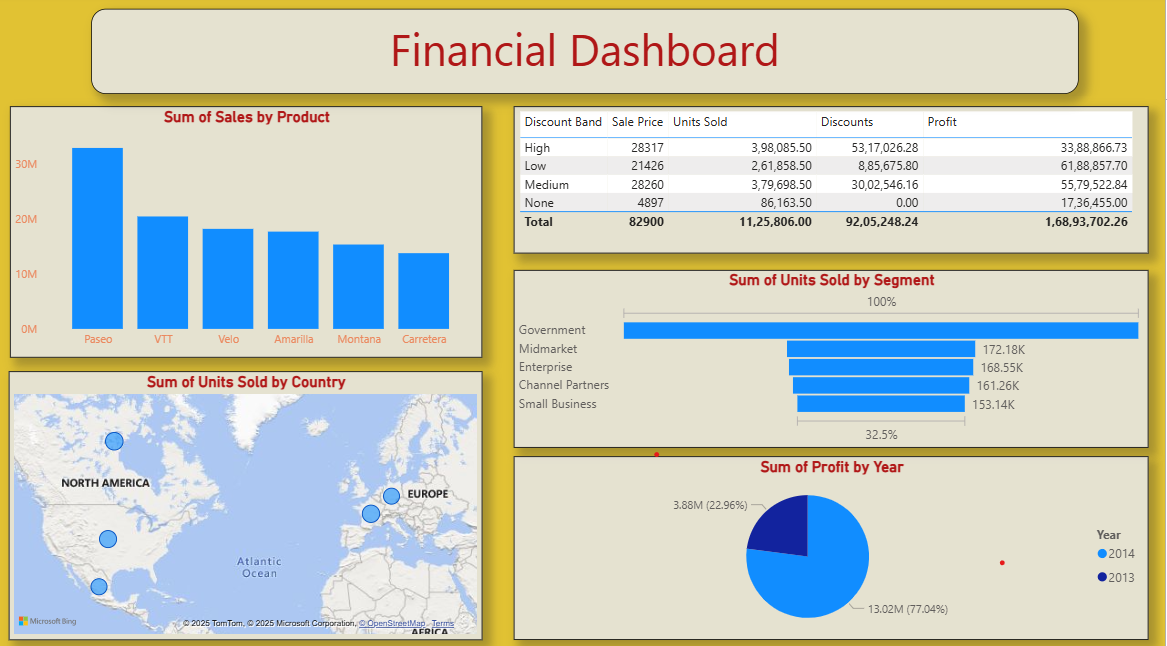 Financial Dashboard
Sum of Sales by Product
30M
20M
10M
0M
Paseo VTT Velo Amarilla Montana Carretera
Discount Band Sale Price Units Sold Discounts Profit
High 28317 3,98,085.50 53,17,026.28 33,88,866.73
Low 21426 2,61,858.50 8,85,675.80 61,88,857.70
Medium 28260 3,79,698.50 30,02,546.16 55,79,522.84
None 4897 86,163.50 0.00 17,36,455.00
Total 82900 11,25,806.00 92,05,248.24 1,68,93,702.26
Sum of Units Sold by Segment
100%
Government
Midmarket 172.18K
Enterprise 168.55K
Channel Partners 161.26K
Small Business 153.14K
32.5%
Sum of Units Sold by Country
NORTH AMERICA
EUROPE
Atlantic
Ocean
AFRICA
Microsoft Bing
© 2025 TomTom, © 2025 Microsoft Corporation, © OpenStreetMap Terms
Sum of Profit by Year
3.88M (22.96%)
13.02M (77.04%)
Year
2014
2013